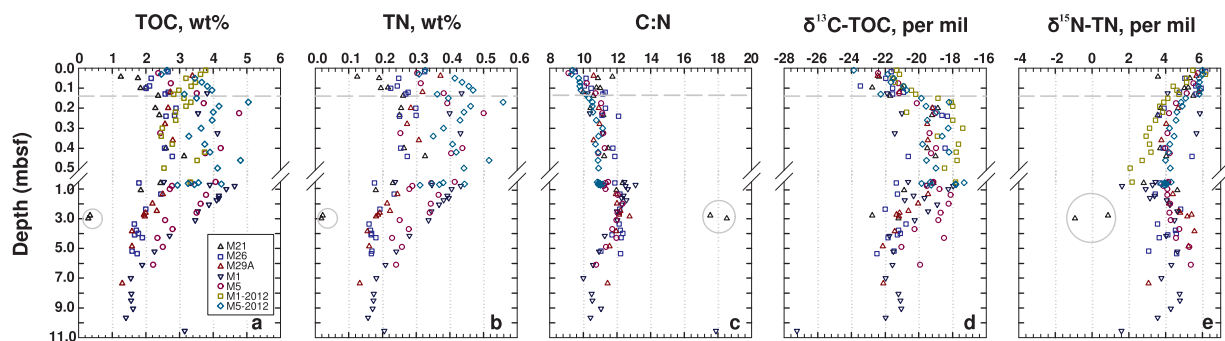 TOC, wt%
TN, wt%
C:N
δ¹³C-TOC, per mil
δ¹⁵N-TN, per mil
0 1 2 3 4 5 6
0.0 0.1 0.2 0.3 0.4 0.5 0.6
8 10 12 14 16 18 20
-28 -26 -24 -22 -20 -18 -16
-4 -2 0 2 4 6
Depth (mbsf)
0.0
0.1
0.2
0.3
0.4
0.5
1.0
3.0
5.0
7.0
9.0
11.0
M21
M26
M29A
M1
M5
M1-2012
M5-2012
a
b
c
d
e